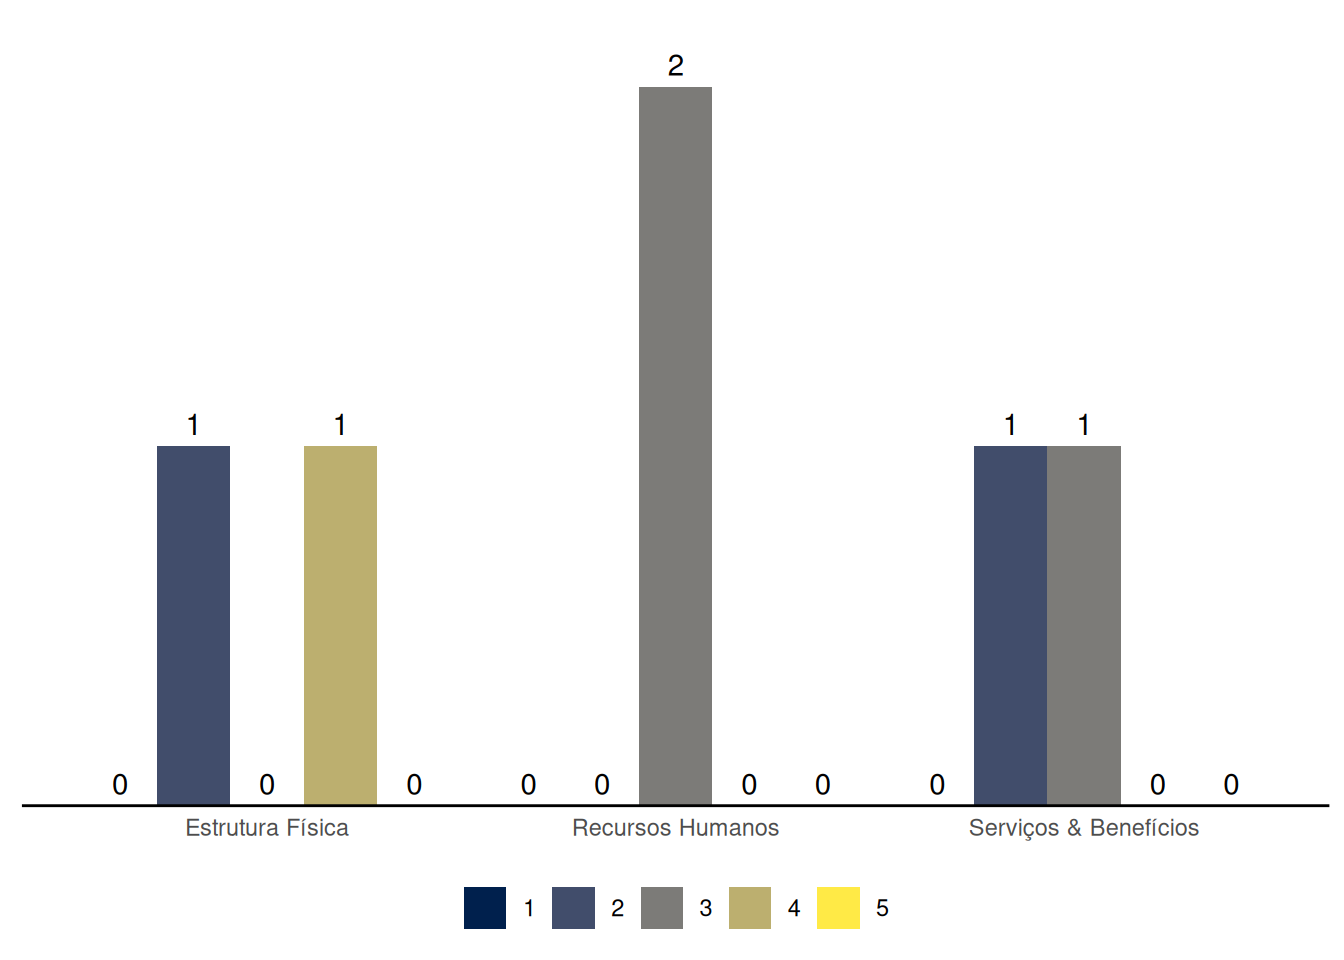 2
1 1 1 1
0 0 0 0 0 0 0 0 0 0 0
Estrutura Física Recursos Humanos Serviços & Benefícios
1 2 3 4 5